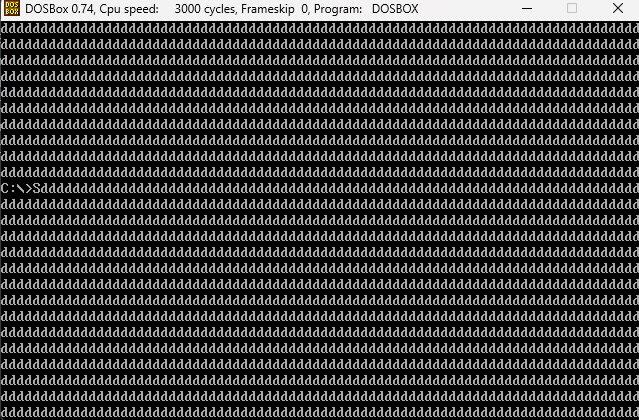 DOSBox 0.74, Cpu speed: 3000 cycles, Frameskip 0, Program: DOSBOX
dddddddddddddddddddddddddddddddddddddddddddddddddddddddddddddddddddddddddddddddd
dddddddddddddddddddddddddddddddddddddddddddddddddddddddddddddddddddddddddddddddd
dddddddddddddddddddddddddddddddddddddddddddddddddddddddddddddddddddddddddddddddd
dddddddddddddddddddddddddddddddddddddddddddddddddddddddddddddddddddddddddddddddd
dddddddddddddddddddddddddddddddddddddddddddddddddddddddddddddddddddddddddddddddd
dddddddddddddddddddddddddddddddddddddddddddddddddddddddddddddddddddddddddddddddd
dddddddddddddddddddddddddddddddddddddddddddddddddddddddddddddddddddddddddddddddd
dddddddddddddddddddddddddddddddddddddddddddddddddddddddddddddddddddddddddddddddd
dddddddddddddddddddddddddddddddddddddddddddddddddddddddddddddddddddddddddddddddd
dddddddddddddddddddddddddddddddddddddddddddddddddddddddddddddddddddddddddddddddd
C:\>Sddddddddddddddddddddddddddddddddddddddddddddddddddddddddddddddddddddddddddd
dddddddddddddddddddddddddddddddddddddddddddddddddddddddddddddddddddddddddddddddd
dddddddddddddddddddddddddddddddddddddddddddddddddddddddddddddddddddddddddddddddd
dddddddddddddddddddddddddddddddddddddddddddddddddddddddddddddddddddddddddddddddd
dddddddddddddddddddddddddddddddddddddddddddddddddddddddddddddddddddddddddddddddd
dddddddddddddddddddddddddddddddddddddddddddddddddddddddddddddddddddddddddddddddd
dddddddddddddddddddddddddddddddddddddddddddddddddddddddddddddddddddddddddddddddd
dddddddddddddddddddddddddddddddddddddddddddddddddddddddddddddddddddddddddddddddd
dddddddddddddddddddddddddddddddddddddddddddddddddddddddddddddddddddddddddddddddd
dddddddddddddddddddddddddddddddddddddddddddddddddddddddddddddddddddddddddddddddd
dddddddddddddddddddddddddddddddddddddddddddddddddddddddddddddddddddddddddddddddd
dddddddddddddddddddddddddddddddddddddddddddddddddddddddddddddddddddddddddddddddd
dddddddddddddddddddddddddddddddddddddddddddddddddddddddddddddddddddddddddddddddd
dddddddddddddddddddddddddddddddddddddddddddddddddddddddddddddddddddddddddddddddd
dddddddddddddddddddddddddddddddddddddddddddddddddddddddddddddddddddddddddddddddd